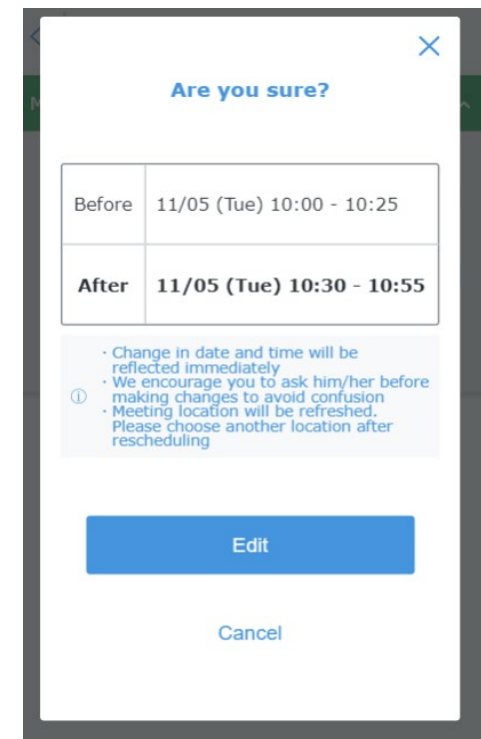 M
Are you sure?
Before 11/05 (Tue) 10:00 - 10:25
After 11/05 (Tue) 10:30 - 10:55
· Change in date and time will be
reflected immediately
· We encourage you to ask him/her before
making changes to avoid confusion
· Meeting location will be refreshed.
Please choose another location after
rescheduling
Edit
Cancel